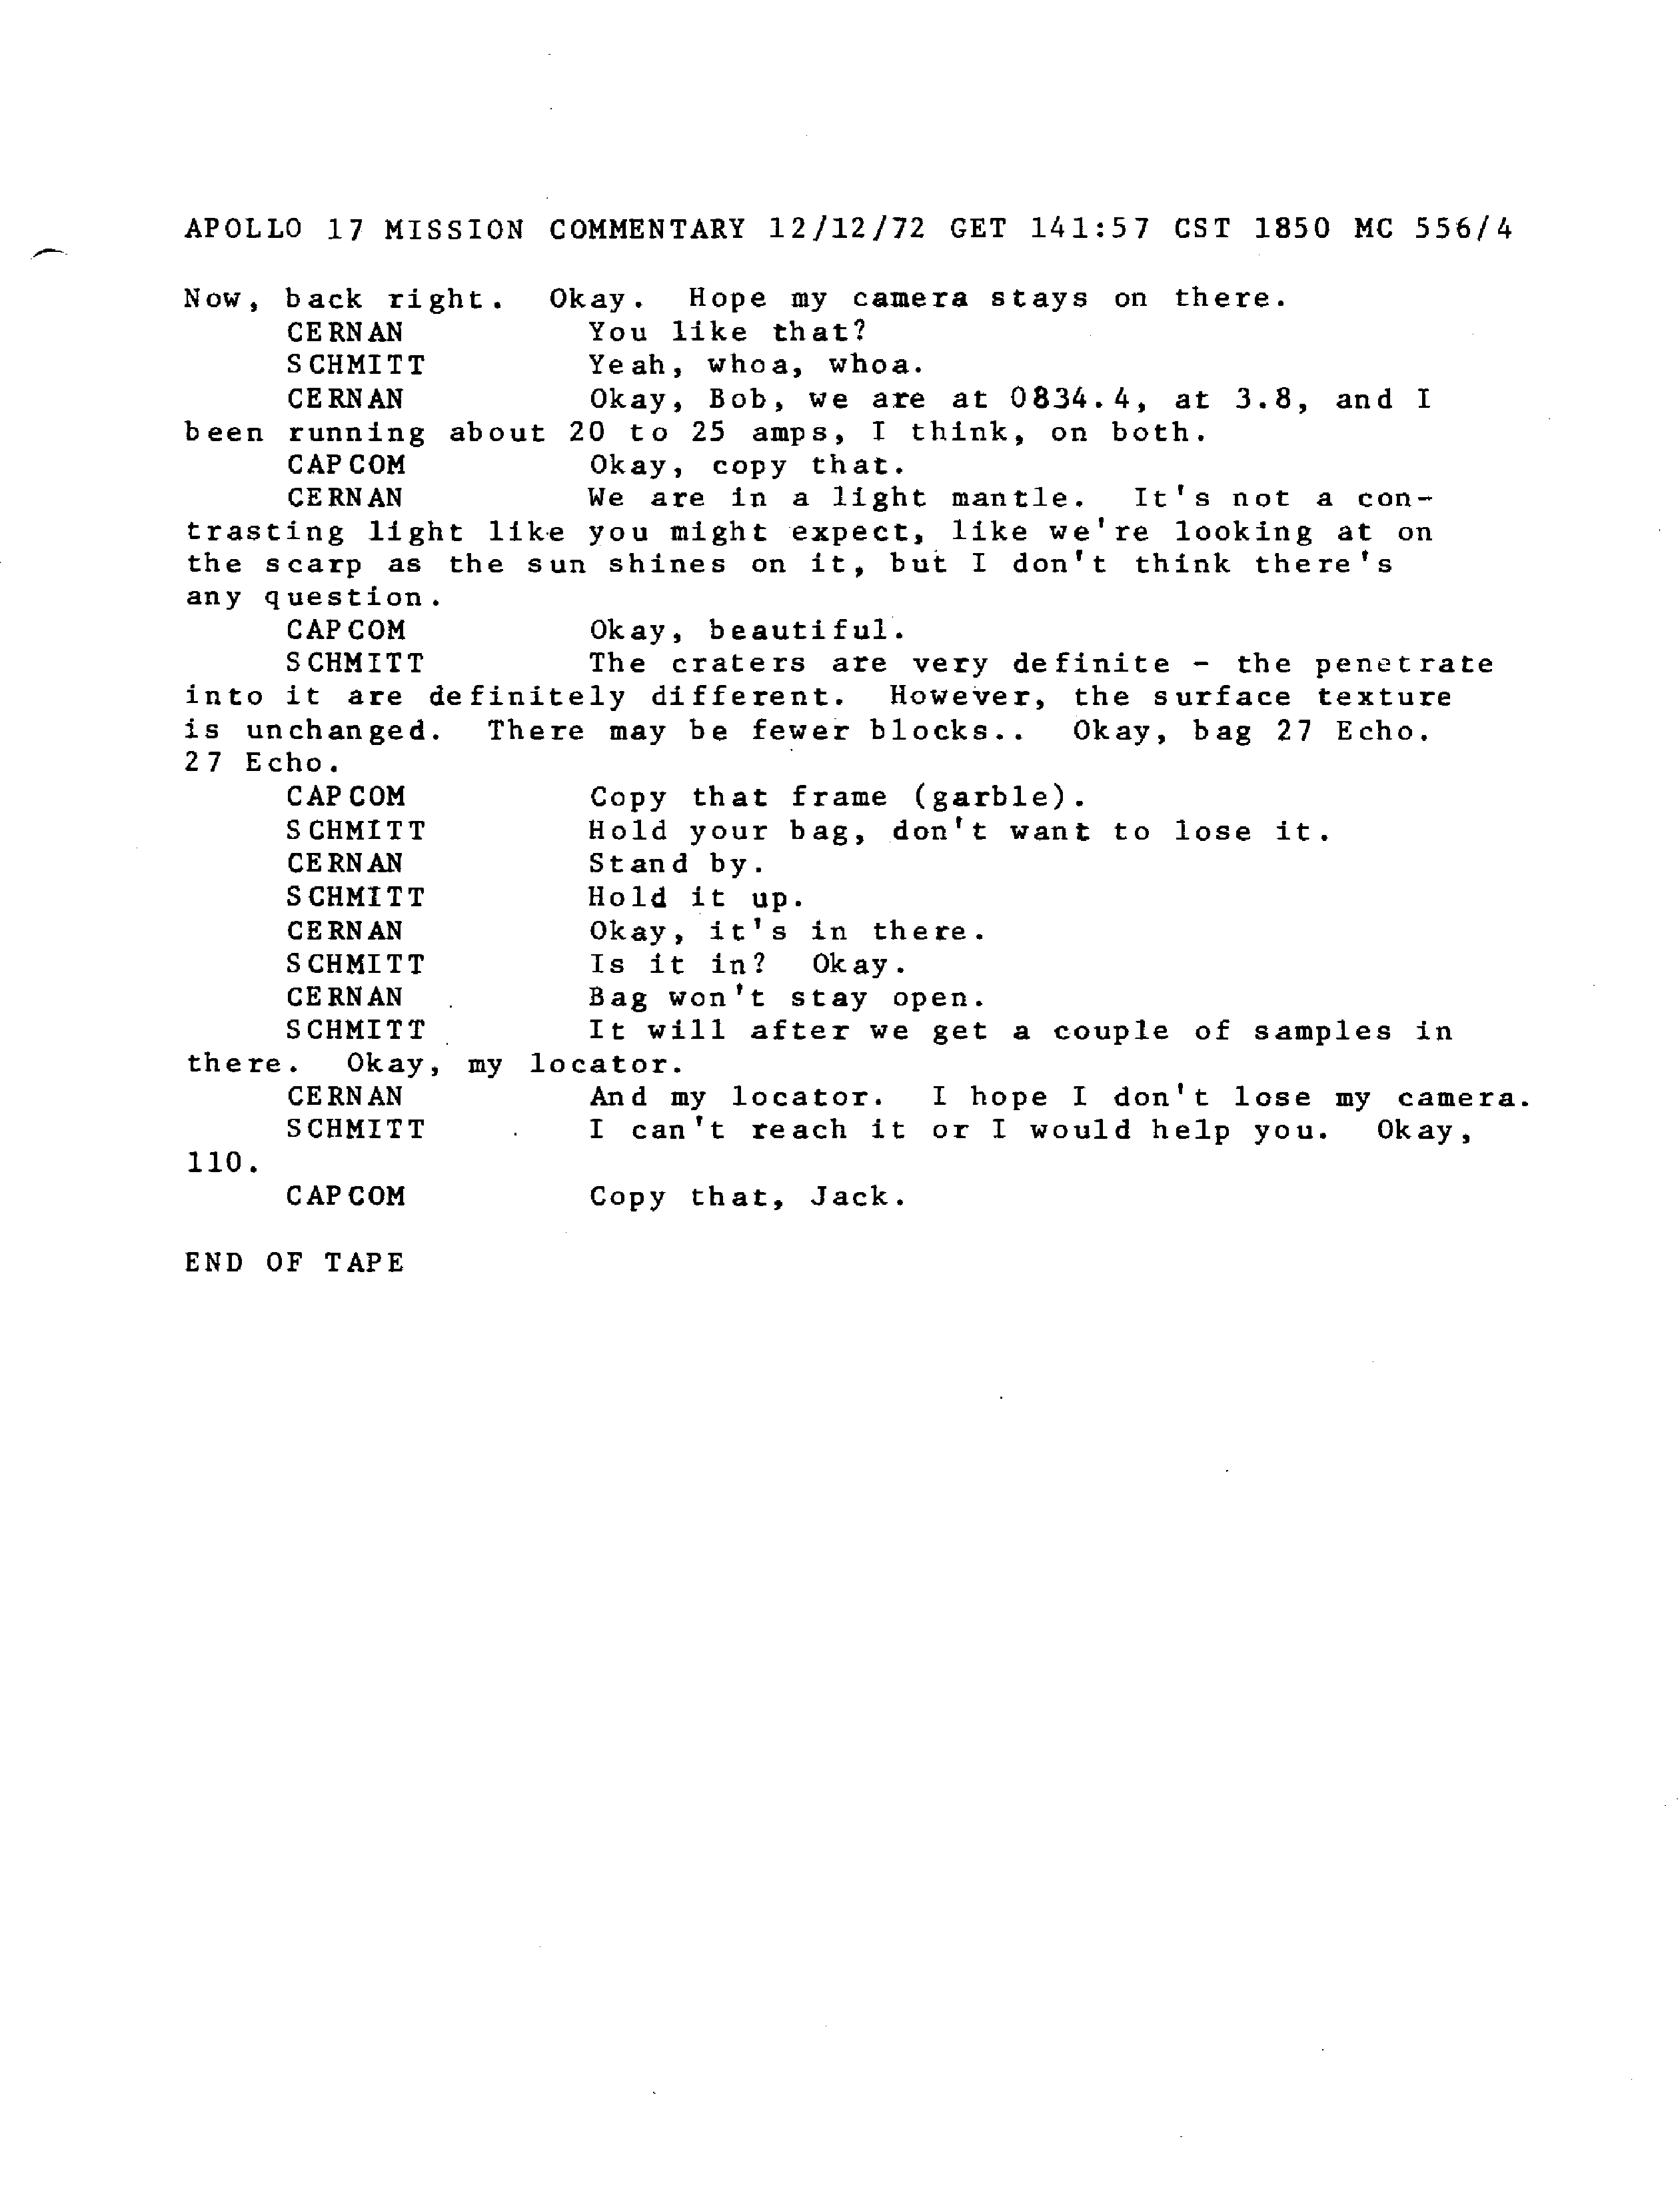 APOLLO 17 MISSION COMMENTARY 12/12/72 GET 141:57 CST 1850 MC 556/4
Now, back right. Okay. Hope my camera stays on there.
CERNAN You like that?
SCHMITT Yeah, whoa, whoa.
CERNAN Okay, Bob, we are at 0834.4, at 3.8, and I
been running about 20 to 25 amps, I think, on both.
CAPCOM Okay, copy that.
CERNAN We are in a light mantle. It's not a con-
trasting light like you might expect, like we're looking at on
the scarp as the sun shines on it, but I don't think there's
any question.
CAPCOM Okay, beautiful.
SCHMITT The craters are very definite - the penetrate
into it are definitely different. However, the surface texture
is unchanged. There may be fewer blocks.. Okay, bag 27 Echo.
27 Echo.
CAPCOM Copy that frame (garble).
SCHMITT Hold your bag, don't want to lose it.
CERNAN Stand by.
SCHMITT Hold it up.
CERNAN Okay, it's in there.
SCHMITT Is it in? Okay.
CERNAN Bag won't stay open.
SCHMITT It will after we get a couple of samples in
there. Okay, my locator.
CERNAN And my locator. I hope I don't lose my camera.
SCHMITT I can't reach it or I would help you. Okay,
110.
CAPCOM Copy that, Jack.
END OF TAPE